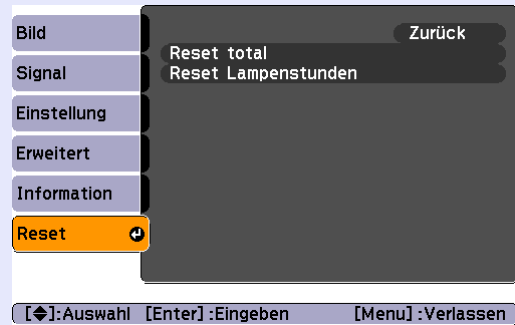 Bild
Signal
Einstellung
Erweitert
Information
Reset
Zurück
Reset total
Reset Lampenstunden
[◆]:Auswahl [Enter]:Eingeben [Menu]:Verlassen